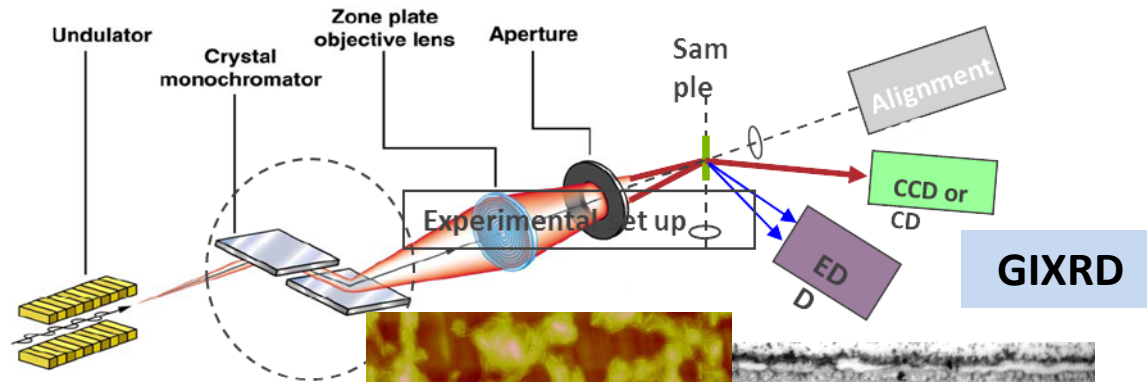 Undulator
Crystal
monochromator
Zone plate
objective lens
Aperture
Sam
ple
Alignment
CCD or
CD
Experimental set up
ED
D
GIXRD